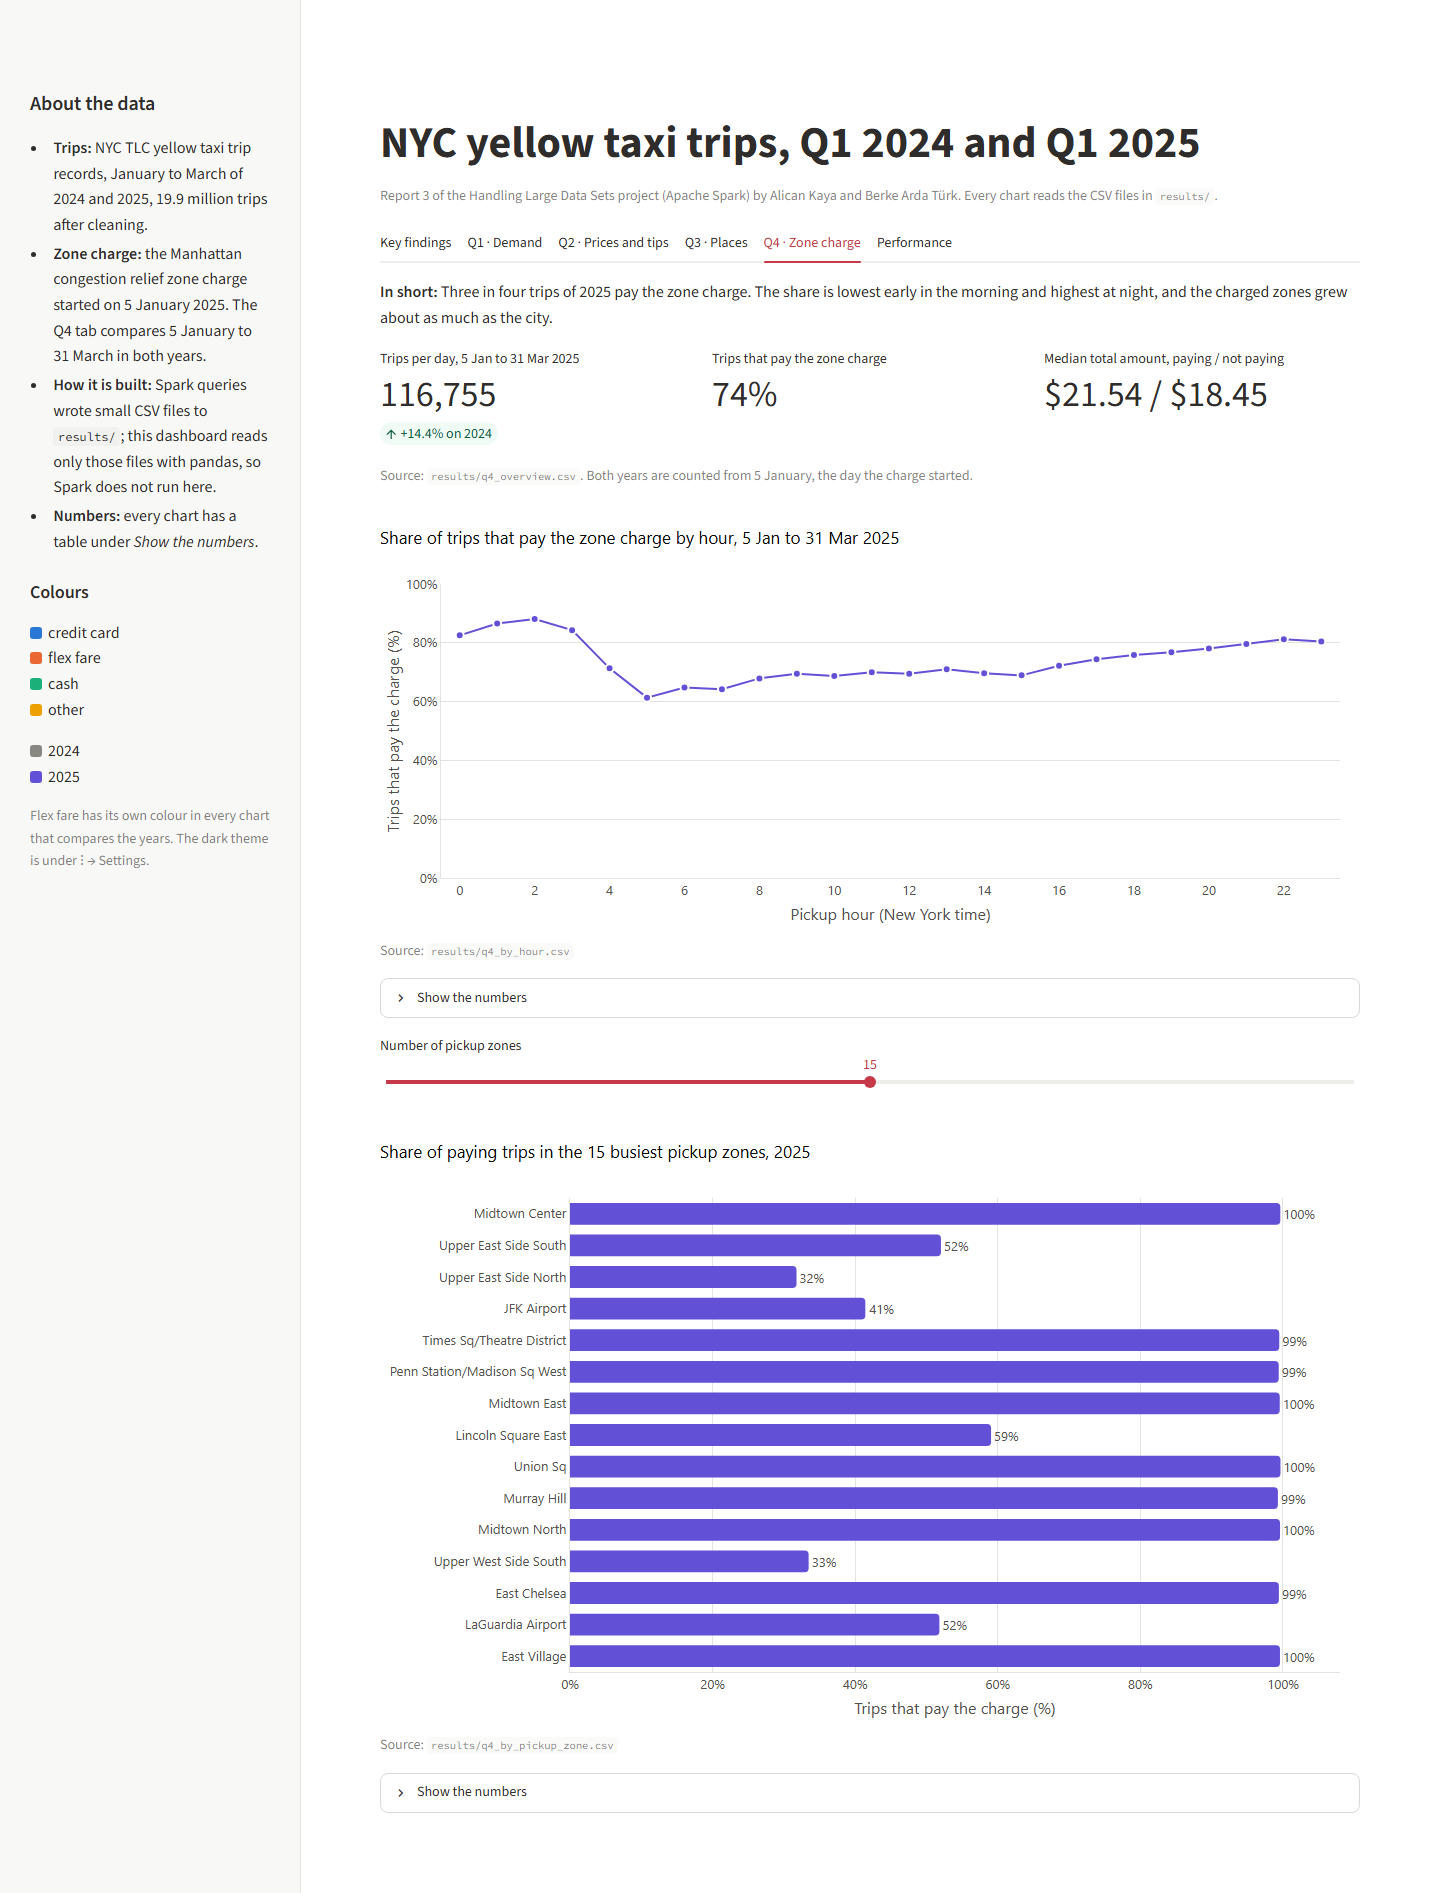 About the data
Trips: NYC TLC yellow taxi trip
records, January to March of
2024 and 2025, 19.9 million trips
after cleaning.
Zone charge: the Manhattan
congestion relief zone charge
started on 5 January 2025. The
Q4 tab compares 5 January to
31 March in both years.
How it is built: Spark queries
wrote small CSV files to
results/ ; this dashboard reads
only those files with pandas, so
Spark does not run here.
Numbers: every chart has a
table under Show the numbers.
Colours
credit card
flex fare
cash
other
2024
2025
Flex fare has its own colour in every chart
that compares the years. The dark theme
is under ⋮ → Settings.
NYC yellow taxi trips, Q1 2024 and Q1 2025
Report 3 of the Handling Large Data Sets project (Apache Spark) by Alican Kaya and Berke Arda Türk. Every chart reads the CSV files in results/ .
Key findings Q1 · Demand Q2 · Prices and tips Q3 · Places Q4 · Zone charge Performance
In short: Three in four trips of 2025 pay the zone charge. The share is lowest early in the morning and highest at night, and the charged zones grew
about as much as the city.
Trips per day, 5 Jan to 31 Mar 2025
116,755
↑ +14.4% on 2024
Trips that pay the zone charge
74%
Median total amount, paying / not paying
$21.54 / $18.45
Source: results/q4_overview.csv . Both years are counted from 5 January, the day the charge started.
Share of trips that pay the zone charge by hour, 5 Jan to 31 Mar 2025
Trips that pay the charge (%)
100%
80%
60%
40%
20%
0%
0 2 4 6 8 10 12 14 16 18 20 22
Pickup hour (New York time)
Source: results/q4_by_hour.csv
Show the numbers
Number of pickup zones
15
Share of paying trips in the 15 busiest pickup zones, 2025
Midtown Center 100%
Upper East Side South 52%
Upper East Side North 32%
JFK Airport 41%
Times Sq/Theatre District 99%
Penn Station/Madison Sq West 99%
Midtown East 100%
Lincoln Square East 59%
Union Sq 100%
Murray Hill 99%
Midtown North 100%
Upper West Side South 33%
East Chelsea 99%
LaGuardia Airport 52%
East Village 100%
0% 20% 40% 60% 80% 100%
Trips that pay the charge (%)
Source: results/q4_by_pickup_zone.csv
Show the numbers